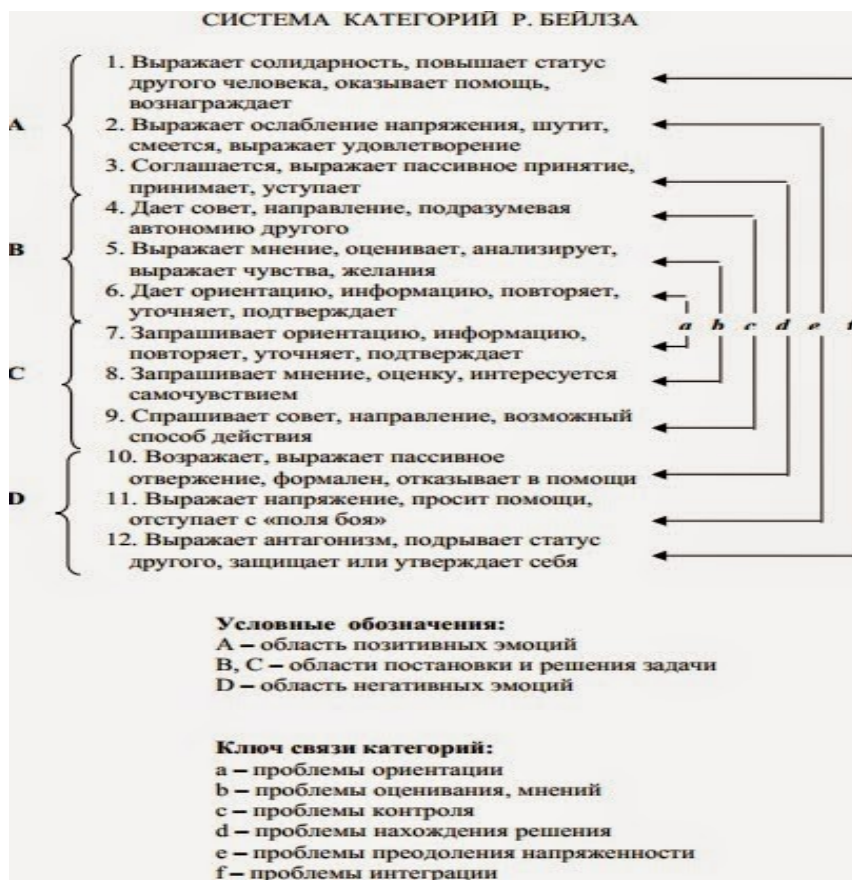 СИСТЕМА КАТЕГОРИЙ Р. БЕЙЛЗА
1. Выражает солидарность, повышает статус
другого человека, оказывает помощь,
вознаграждает
A
2. Выражает ослабление напряжения, шутит,
смеется, выражает удовлетворение
3. Соглашается, выражает пассивное принятие,
принимает, уступает
4. Дает совет, направление, подразумевая
автономию другого
B
5. Выражает мнение, оценивает, анализирует,
выражает чувства, желания
6. Дает ориентацию, информацию, повторяет,
уточняет, подтверждает
a b c d e f
7. Запрашивает ориентацию, информацию,
повторяет, уточняет, подтверждает
C
8. Запрашивает мнение, оценку, интересуется
самочувствием
9. Спрашивает совет, направление, возможный
способ действия
10. Возражает, выражает пассивное
отвержение, формален, отказывает в помощи
D
11. Выражает напряжение, просит помощи,
отступает с «поля боя»
12. Выражает антагонизм, подрывает статус
другого, защищает или утверждает себя
Условные обозначения:
А – область позитивных эмоций
В, С – области постановки и решения задачи
D – область негативных эмоций
Ключ связи категорий:
a – проблемы ориентации
b – проблемы оценивания, мнений
c – проблемы контроля
d – проблемы нахождения решения
e – проблемы преодоления напряженности
f – проблемы интеграции